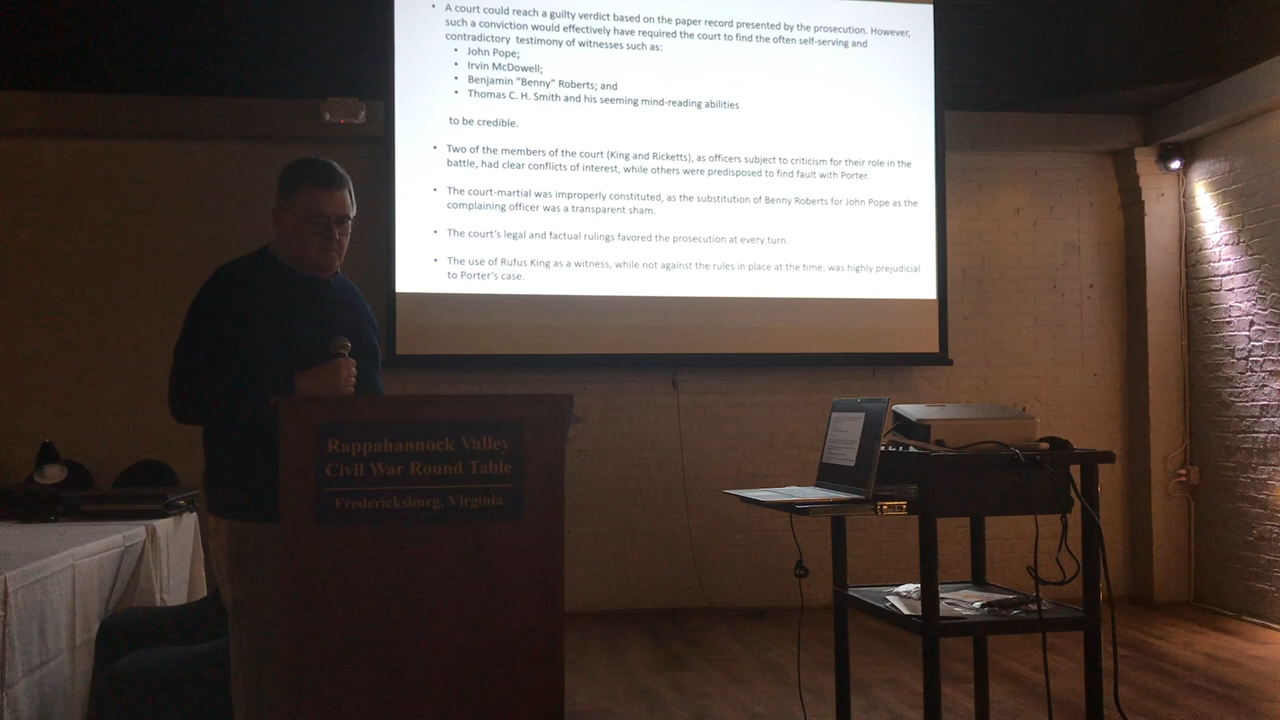 • A court could reach a guilty verdict based on the paper record presented by the prosecution. However,
such a conviction would effectively have required the court to find the often self-serving and
contradictory testimony of witnesses such as:
• John Pope;
• Irvin McDowell;
• Benjamin “Benny” Roberts; and
• Thomas C. H. Smith and his seeming mind-reading abilities
to be credible.
• Two of the members of the court (King and Ricketts), as officers subject to criticism for their role in the
battle, had clear conflicts of interest, while others were predisposed to find fault with Porter.
• The court-martial was improperly constituted, as the substitution of Benny Roberts for John Pope as the
complaining officer was a transparent sham.
• The court’s legal and factual rulings favored the prosecution at every turn.
• The use of Rufus King as a witness, while not against the rules in place at the time, was highly prejudicial
to Porter’s case.
Rappahannock Valley
Civil War Round Table
Fredericksburg, Virginia